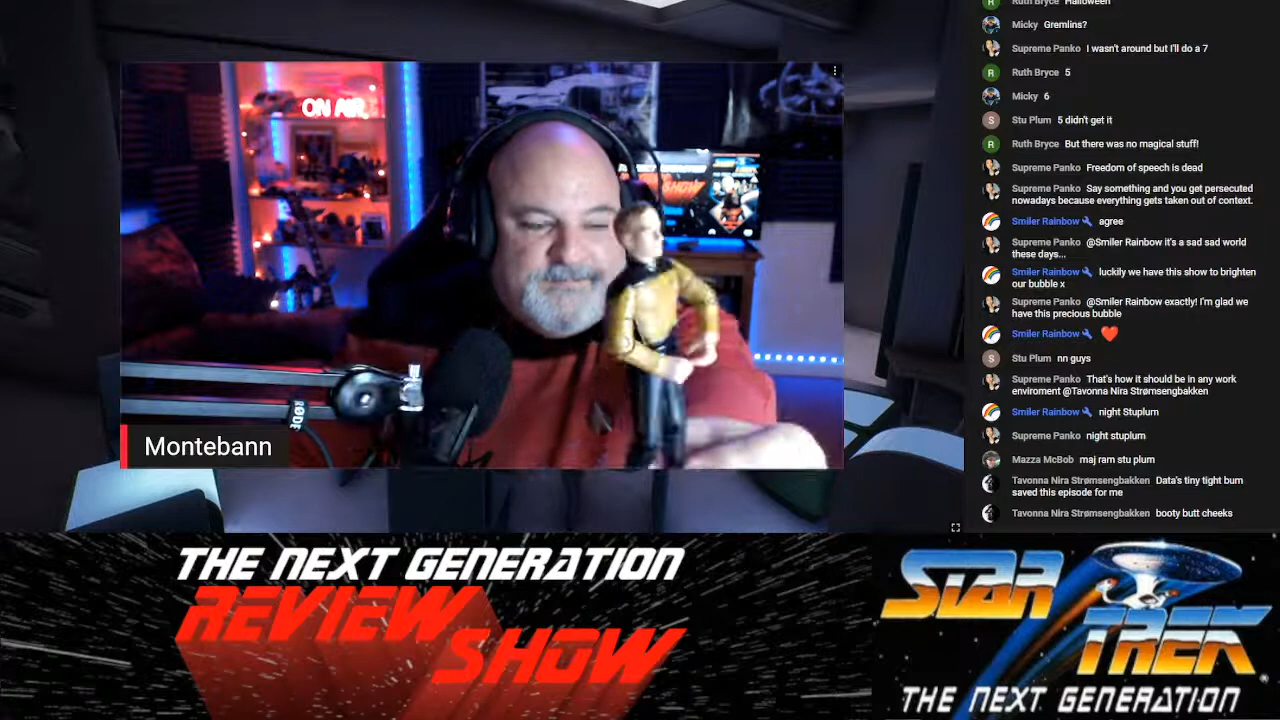 Ruth Bryce Halloween
Micky Gremlins?
Supreme Panko I wasn't around but I'll do a 7
Ruth Bryce 5
Micky 6
Stu Plum 5 didn't get it
Ruth Bryce But there was no magical stuff!
Supreme Panko Freedom of speech is dead
Supreme Panko Say something and you get persecuted
nowadays because everything gets taken out of context.
Smiler Rainbow agree
Supreme Panko @Smiler Rainbow it's a sad sad world
these days...
Smiler Rainbow luckily we have this show to brighten
our bubble x
Supreme Panko @Smiler Rainbow exactly! I'm glad we
have this precious bubble
Smiler Rainbow ❤️
Stu Plum nn guys
Supreme Panko That's how it should be in any work
enviroment @Tavonna Nira Strømsengbakken
Smiler Rainbow night Stuplum
Supreme Panko night stuplum
Mazza McBob maj ram stu plum
Tavonna Nira Strømsengbakken Data's tiny tight bum
saved this episode for me
Tavonna Nira Strømsengbakken booty butt cheeks
R
R
S
R
S
ON AIR
SHOW
RØDE
Montebann
THE NEXT GENERATION
REVIEW
SHOW
STAR
TREK
THE NEXT GENERATION